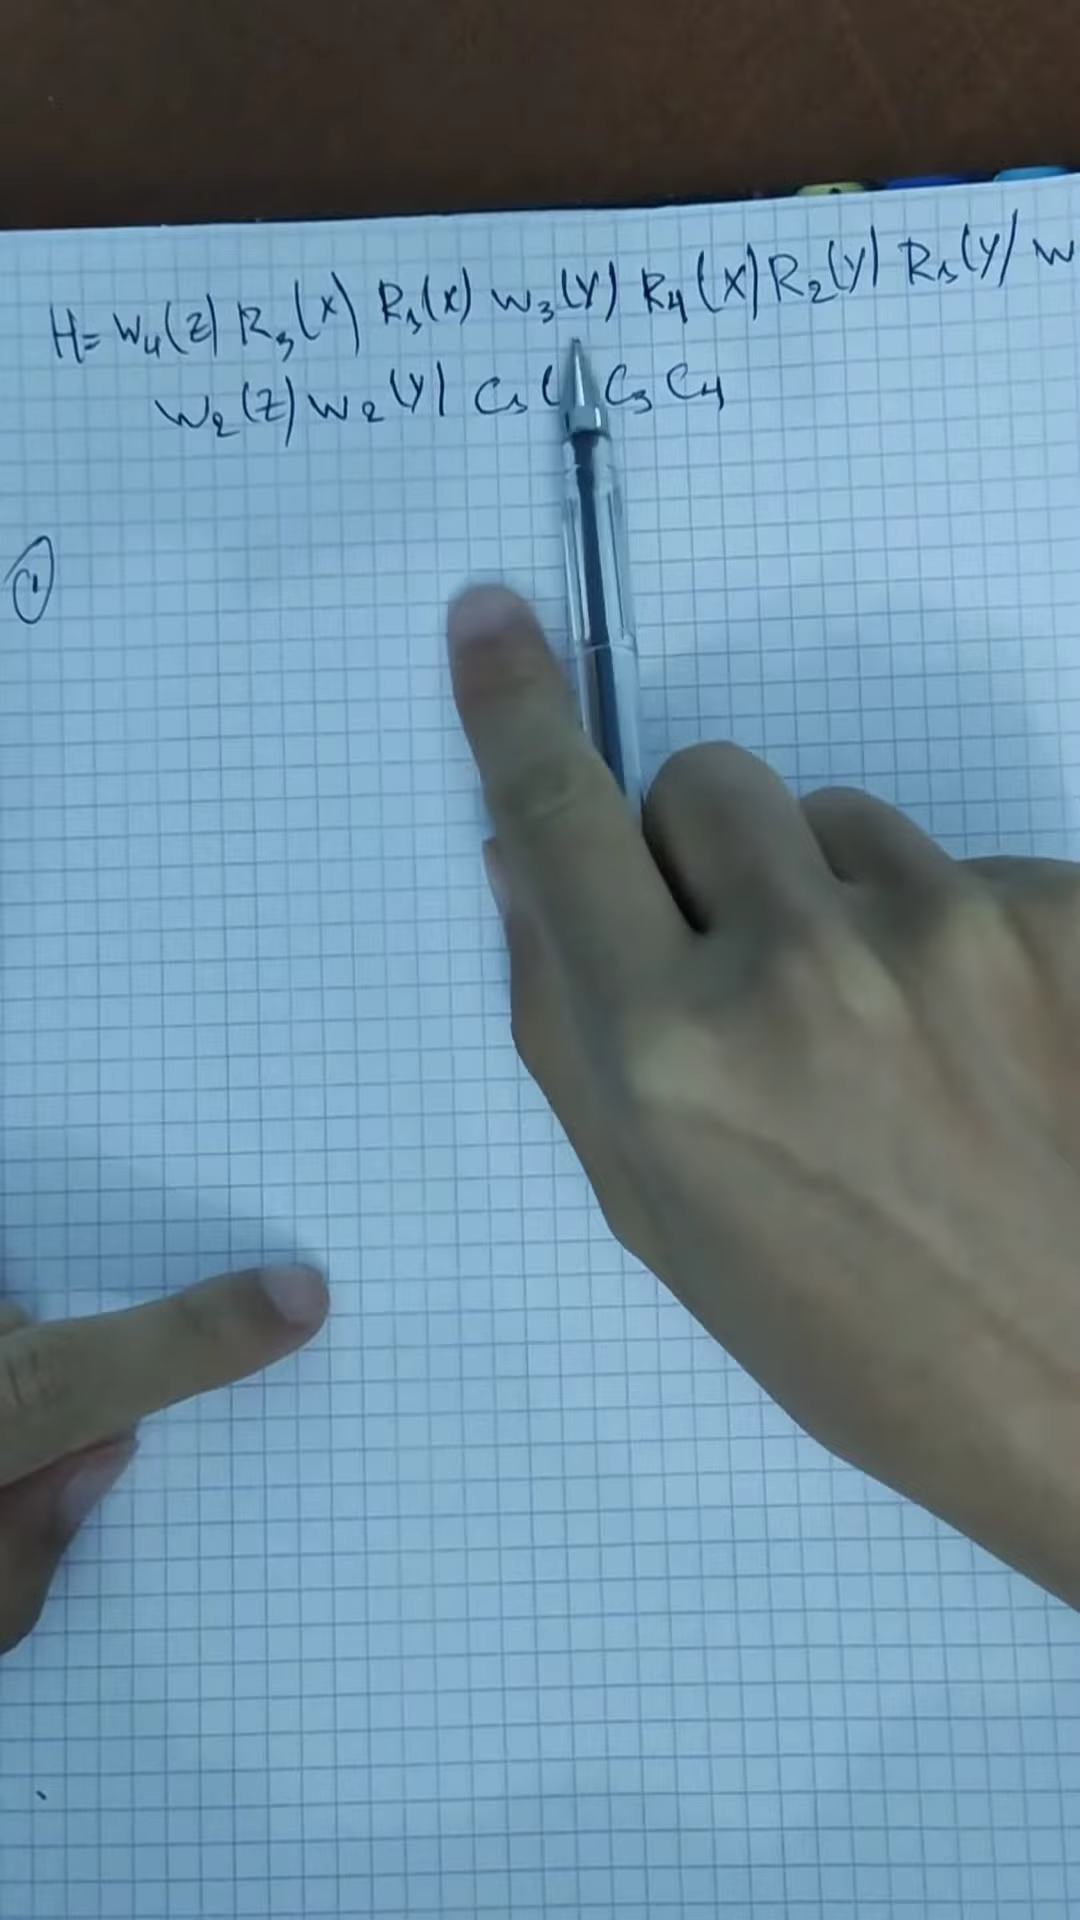 H= W₄(Z) R₃(X) R₁(X) W₃(Y) R₄(X) R₂(Y) R₁(Y) W
W₂(Z) W₂(Y) C₁ C₃ C₄
1